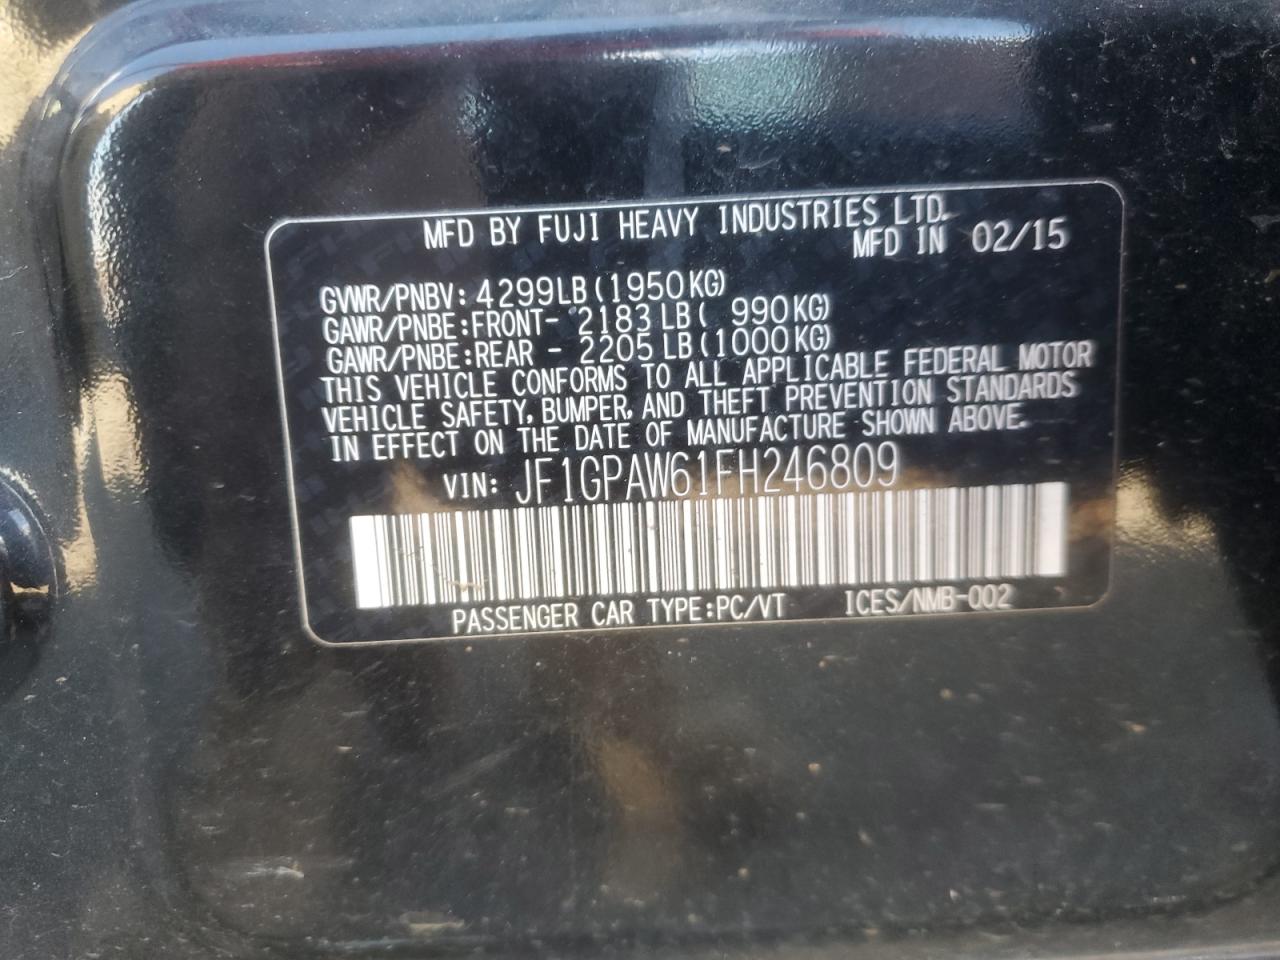 MFD BY FUJI HEAVY INDUSTRIES LTD.
MFD IN 02/15
GVWR/PNBV: 4299LB (1950KG)
GAWR/PNBE:FRONT- 2183 LB ( 990KG)
GAWR/PNBE:REAR - 2205 LB (1000KG)
THIS VEHICLE CONFORMS TO ALL APPLICABLE FEDERAL MOTOR
VEHICLE SAFETY, BUMPER, AND THEFT PREVENTION STANDARDS
IN EFFECT ON THE DATE OF MANUFACTURE SHOWN ABOVE.
VIN: JF1GPAW61FH246809
PASSENGER CAR TYPE:PC/VT ICES/NMB-002